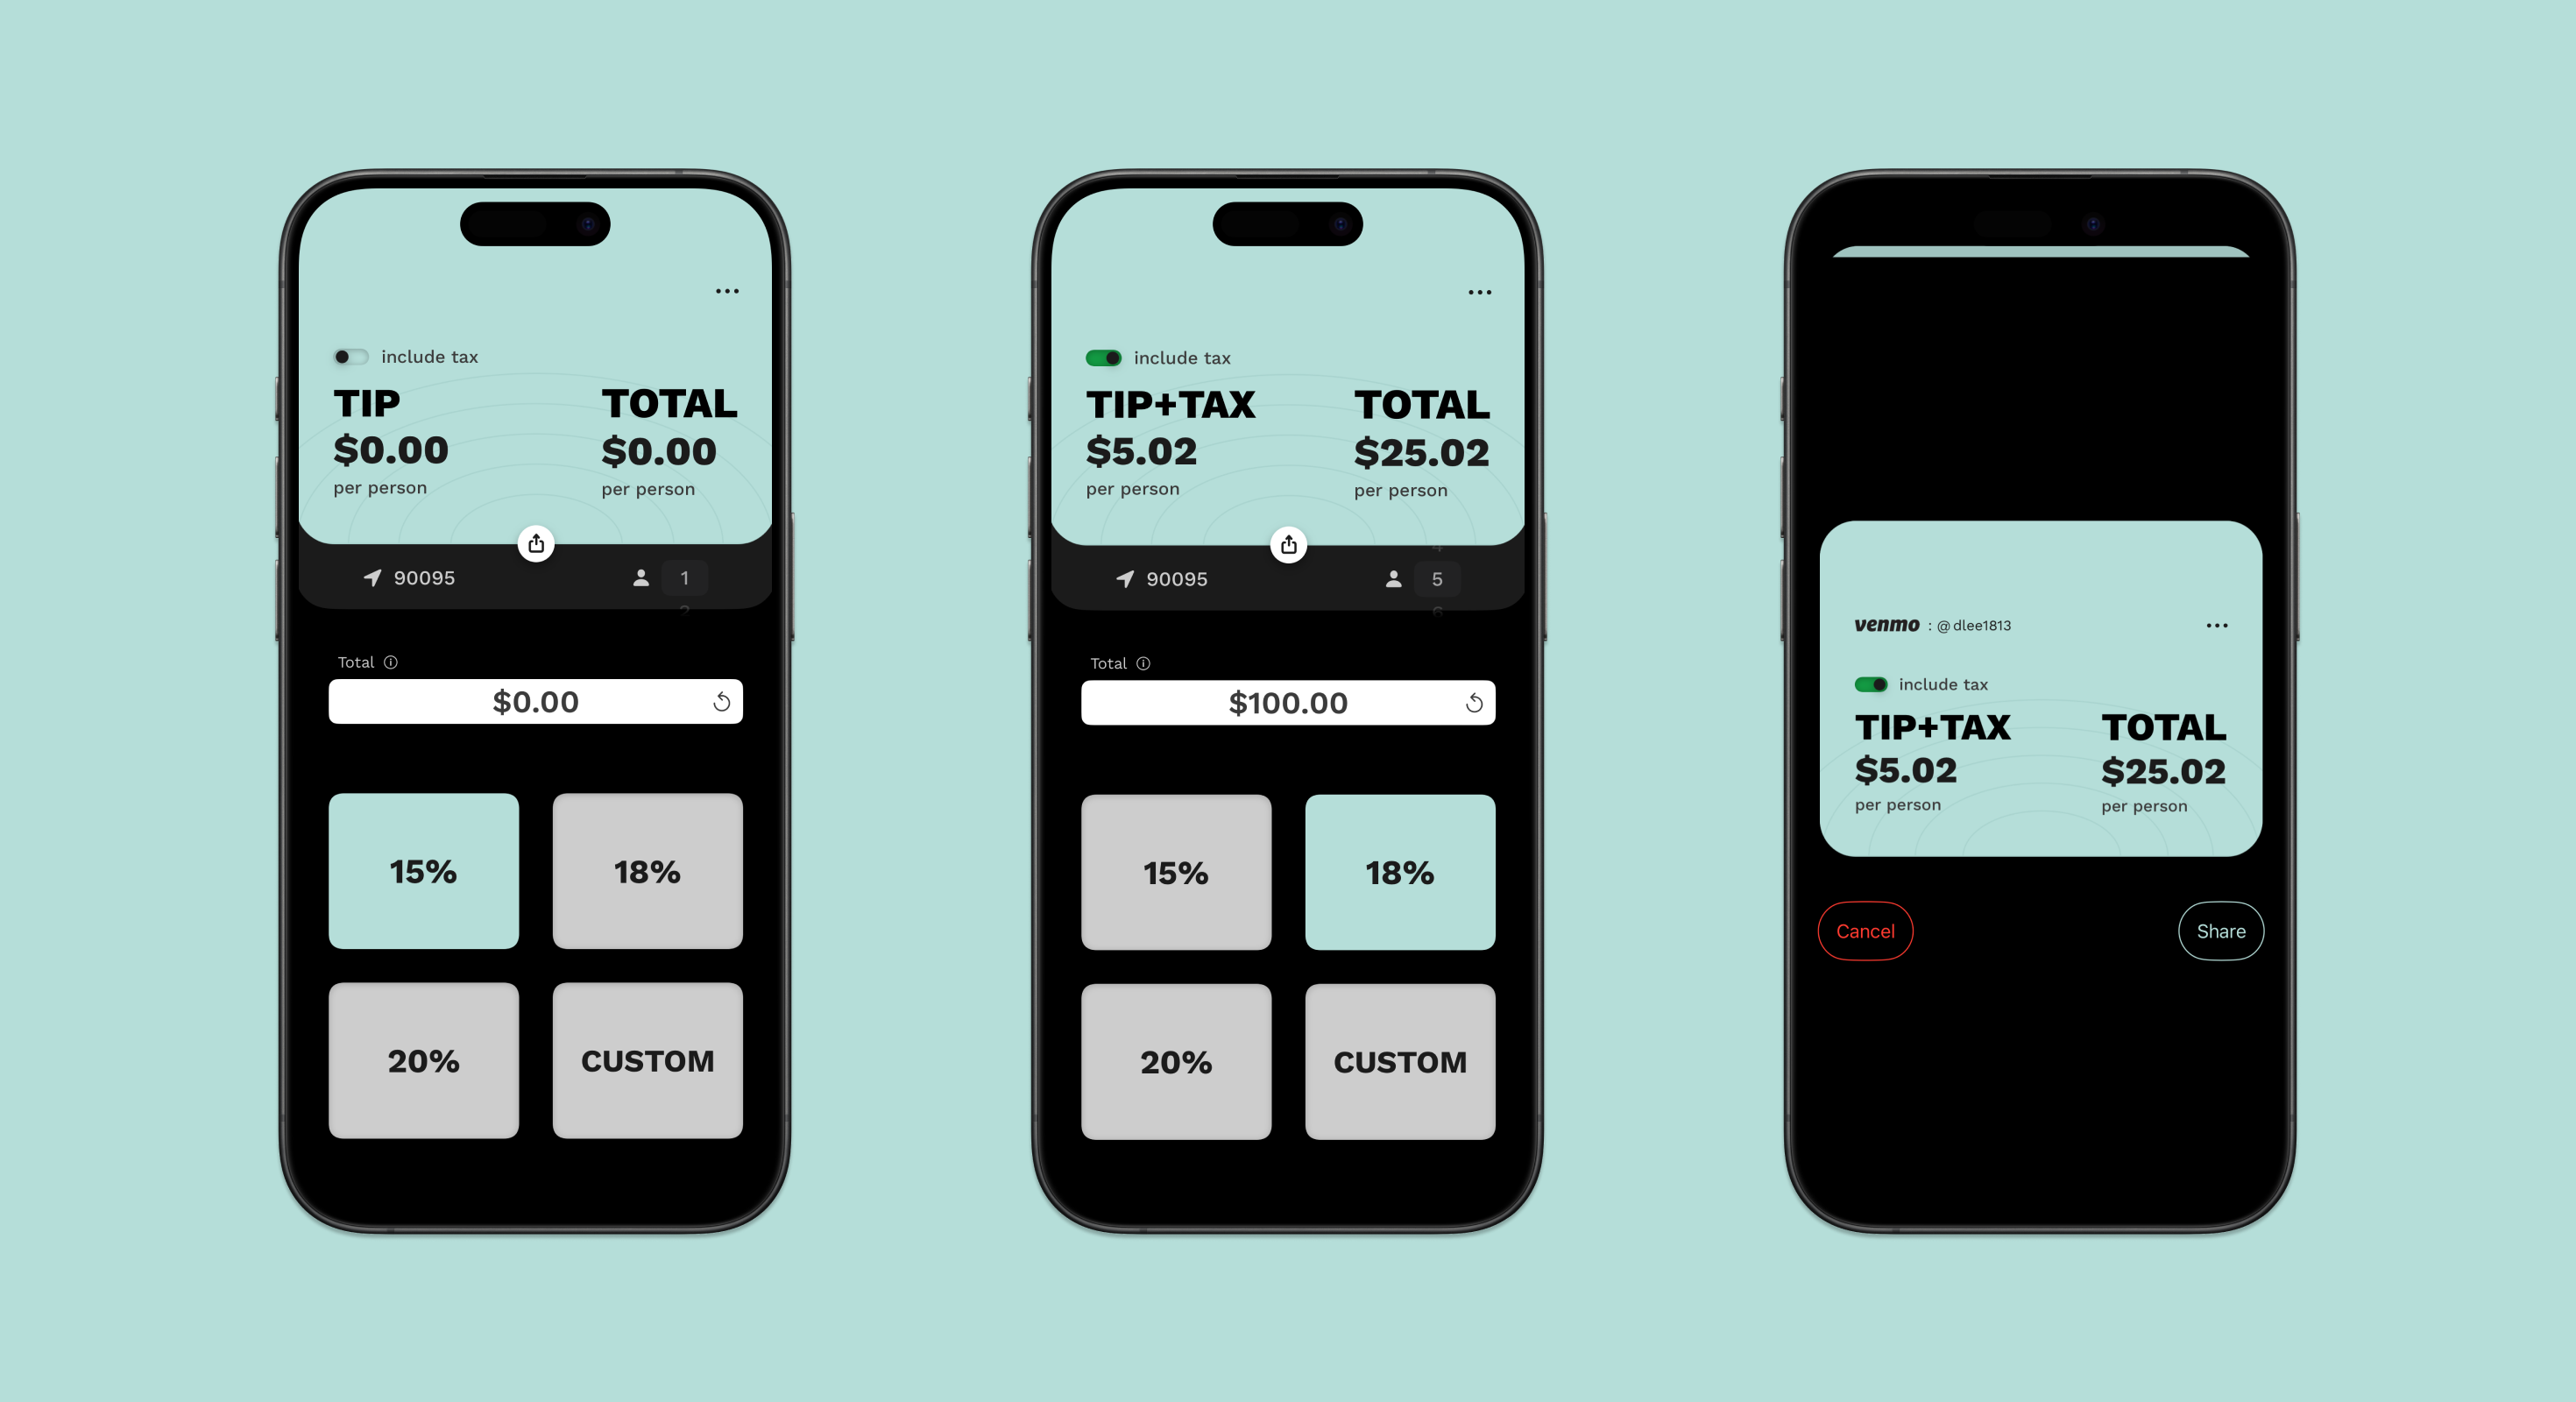 include tax
TIP TOTAL
$0.00 $0.00
per person per person
90095 1
2
Total
$0.00
15% 18%
20% CUSTOM
include tax
TIP+TAX TOTAL
$5.02 $25.02
per person per person
4
90095 5
6
Total
$100.00
15% 18%
20% CUSTOM
venmo : @dlee1813
include tax
TIP+TAX TOTAL
$5.02 $25.02
per person per person
Cancel Share